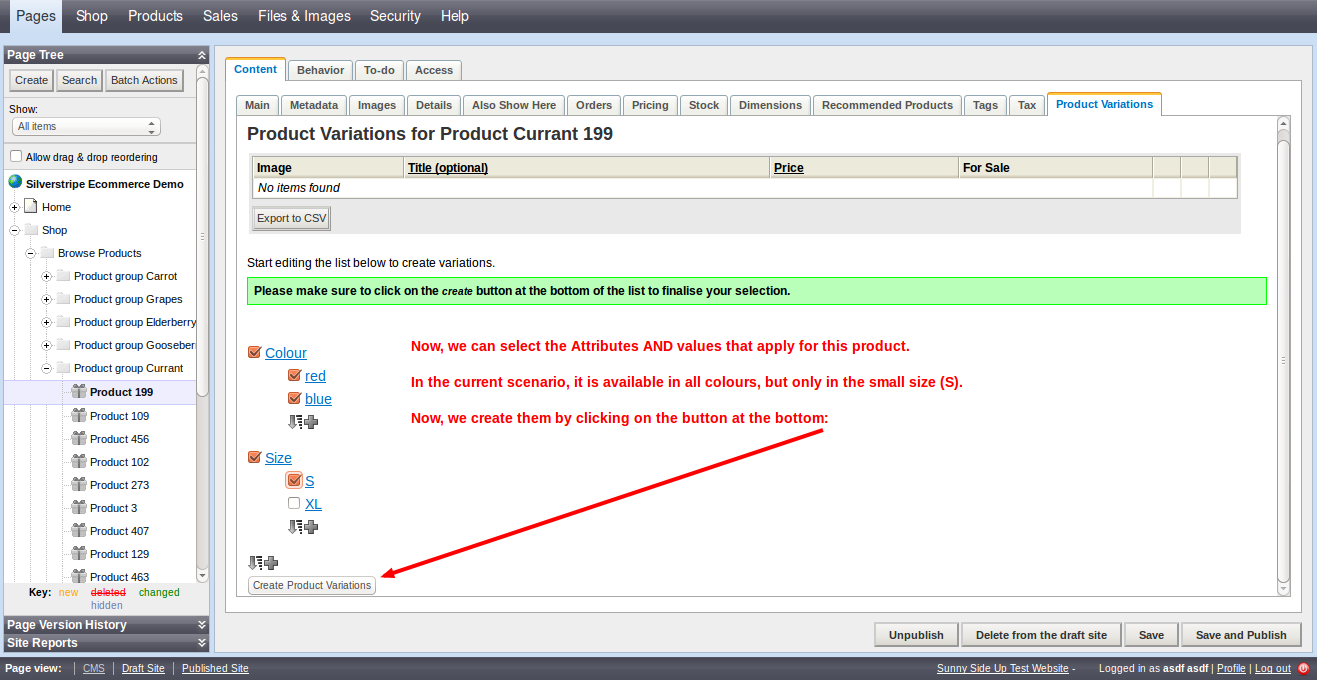 Pages Shop Products Sales Files & Images Security Help
Page Tree
Create Search Batch Actions
Show:
All items
Allow drag & drop reordering
Silverstripe Ecommerce Demo
Home
Shop
Browse Products
Product group Carrot
Product group Grapes
Product group Elderberry
Product group Gooseber
Product group Currant
Product 199
Product 109
Product 456
Product 102
Product 273
Product 3
Product 407
Product 129
Product 463
Key: new deleted changed
hidden
Page Version History
Site Reports
Content Behavior To-do Access
Main Metadata Images Details Also Show Here Orders Pricing Stock Dimensions Recommended Products Tags Tax Product Variations
Product Variations for Product Currant 199
Image Title (optional) Price For Sale
No items found
Export to CSV
Start editing the list below to create variations.
Please make sure to click on the create button at the bottom of the list to finalise your selection.
Colour
red
blue
Size
S
XL
Create Product Variations
Now, we can select the Attributes AND values that apply for this product.
In the current scenario, it is available in all colours, but only in the small size (S).
Now, we create them by clicking on the button at the bottom:
Unpublish Delete from the draft site Save Save and Publish
Page view: CMS Draft Site Published Site
Sunny Side Up Test Website - Logged in as asdf asdf | Profile | Log out